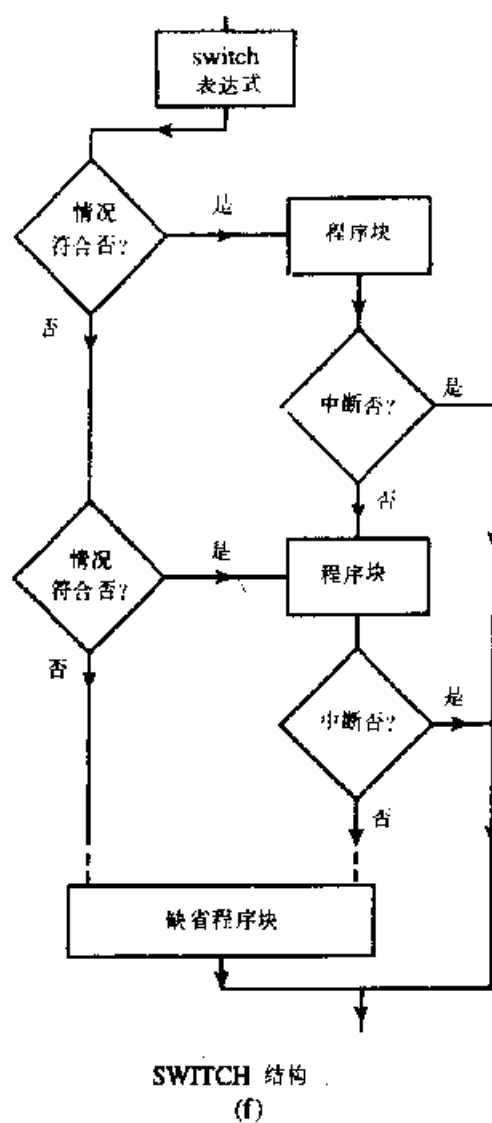 switch
表达式
情况
符合否?
是
程序块
否
中断否?
是
否
情况
符合否?
是
程序块
否
中断否?
是
否
缺省程序块
SWITCH 结构
(f)